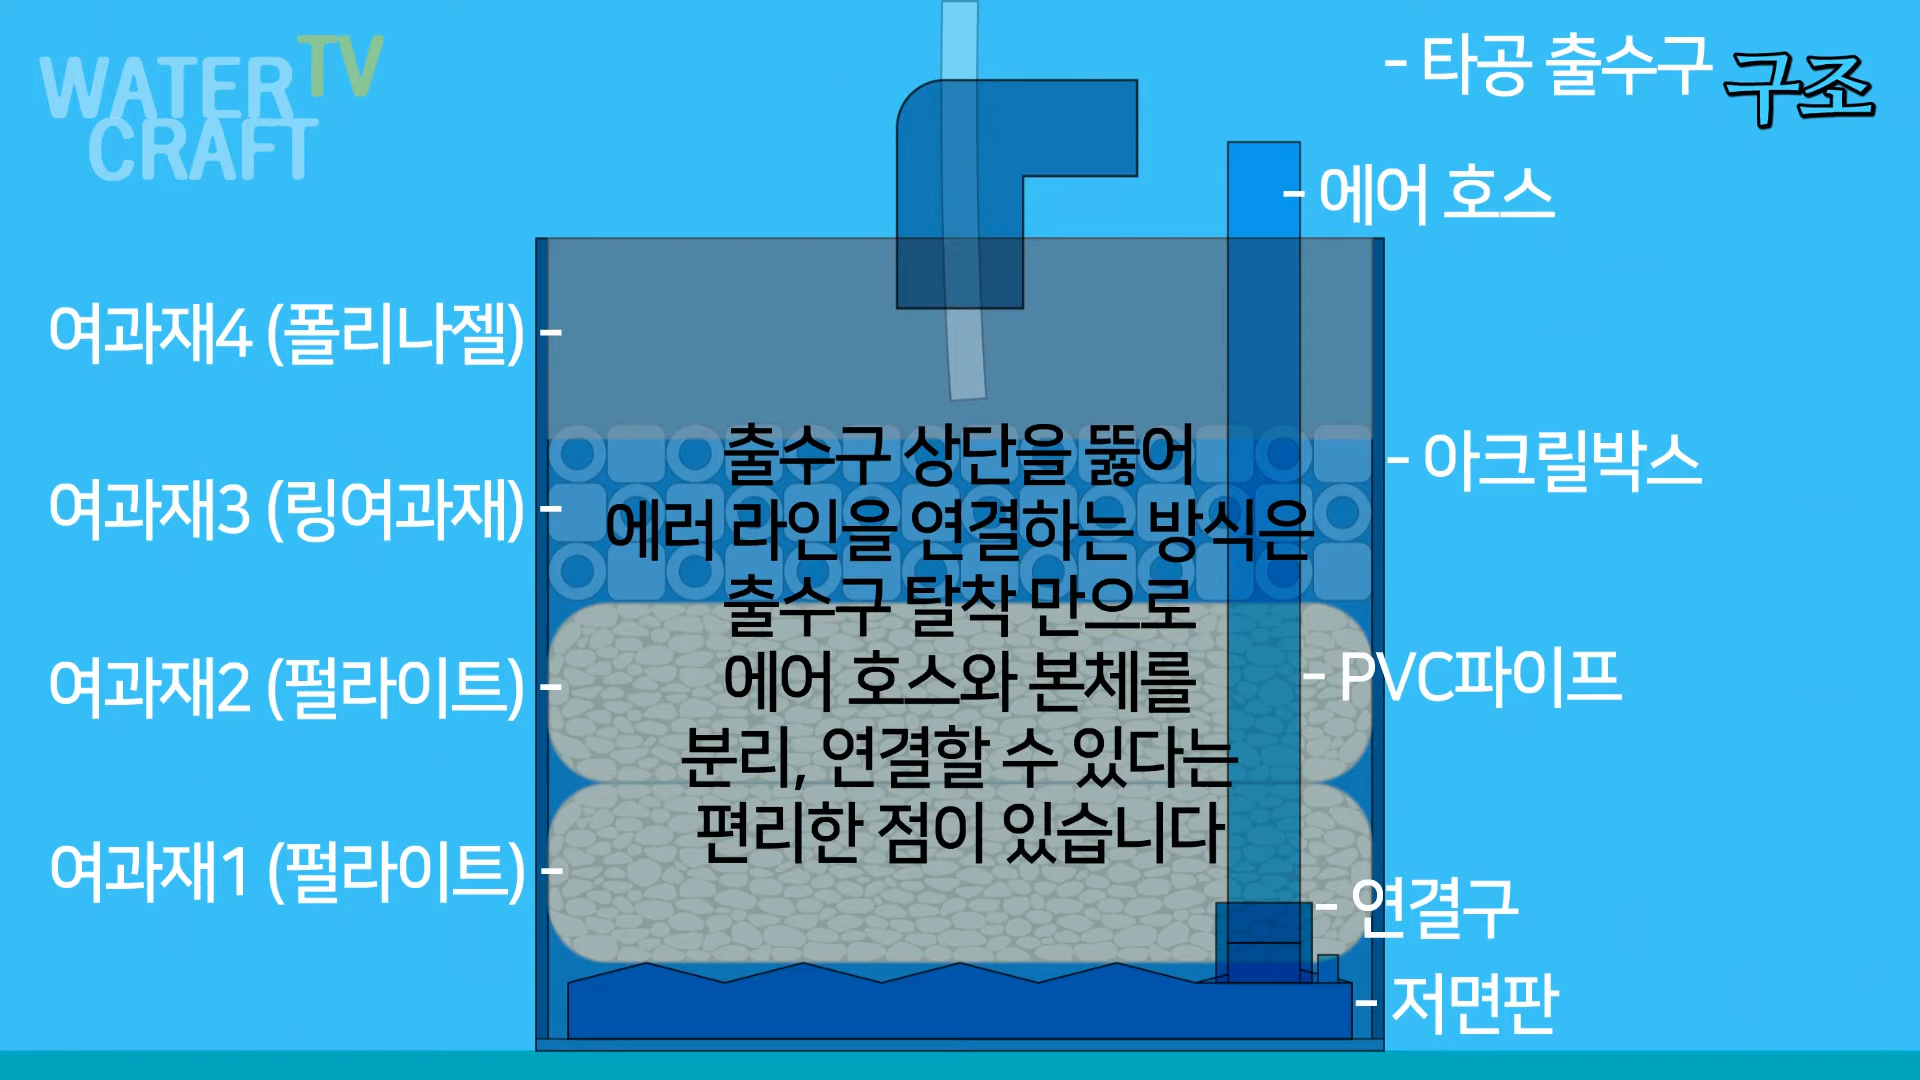 WATER TV
CRAFT
- 타공 출수구
구조
- 에어 호스
여과재4 (폴리나젤) -
여과재3 (링여과재) -
여과재2 (펄라이트) -
여과재1 (펄라이트) -
출수구 상단을 뚫어
에러 라인을 연결하는 방식은
출수구 탈착 만으로
에어 호스와 본체를
분리, 연결할 수 있다는
편리한 점이 있습니다
- 아크릴박스
- PVC파이프
- 연결구
- 저면판